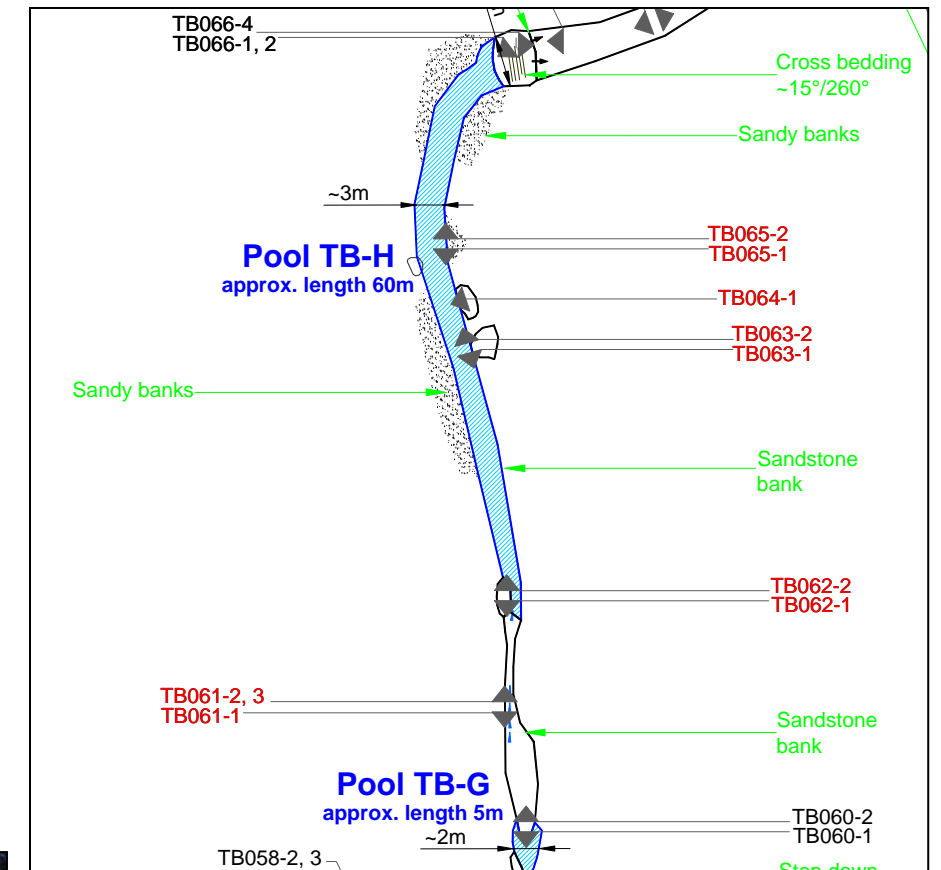 TB066-4
TB066-1, 2
Cross bedding
~15°/260°
Sandy banks
~3m
TB065-2
TB065-1
Pool TB-H
approx. length 60m
TB064-1
TB063-2
TB063-1
Sandy banks
Sandstone
bank
TB062-2
TB062-1
TB061-2, 3
TB061-1
Sandstone
bank
Pool TB-G
approx. length 5m
TB060-2
TB060-1
~2m
TB058-2, 3
Step down